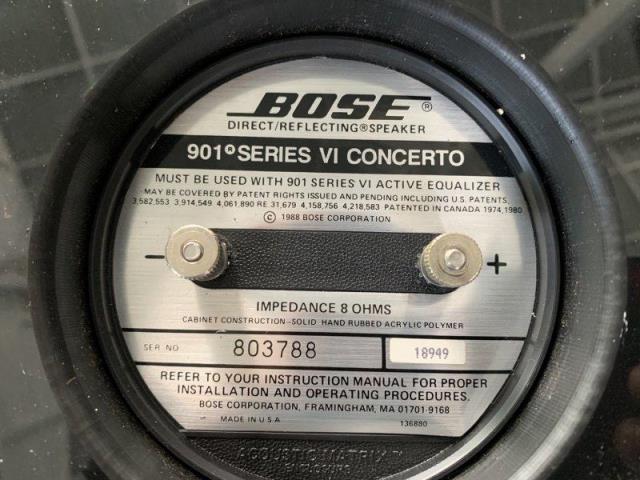 BOSE®
DIRECT/REFLECTING® SPEAKER
901® SERIES VI CONCERTO
MUST BE USED WITH 901 SERIES VI ACTIVE EQUALIZER
MAY BE COVERED BY PATENT RIGHTS ISSUED AND PENDING INCLUDING U.S. PATENTS,
3,582,553 3,914,549 4,061,890 RE 31,679 4,158,756 4,218,583 PATENTED IN CANADA 1974,1980
© 1988 BOSE CORPORATION
- +
IMPEDANCE 8 OHMS
CABINET CONSTRUCTION-SOLID HAND RUBBED ACRYLIC POLYMER
SER NO 803788 18949
REFER TO YOUR INSTRUCTION MANUAL FOR PROPER
INSTALLATION AND OPERATING PROCEDURES.
BOSE CORPORATION, FRAMINGHAM, MA 01701-9168
MADE IN U.S.A 136880
ACOUSTIC MATRIX™
ENCLOSURE